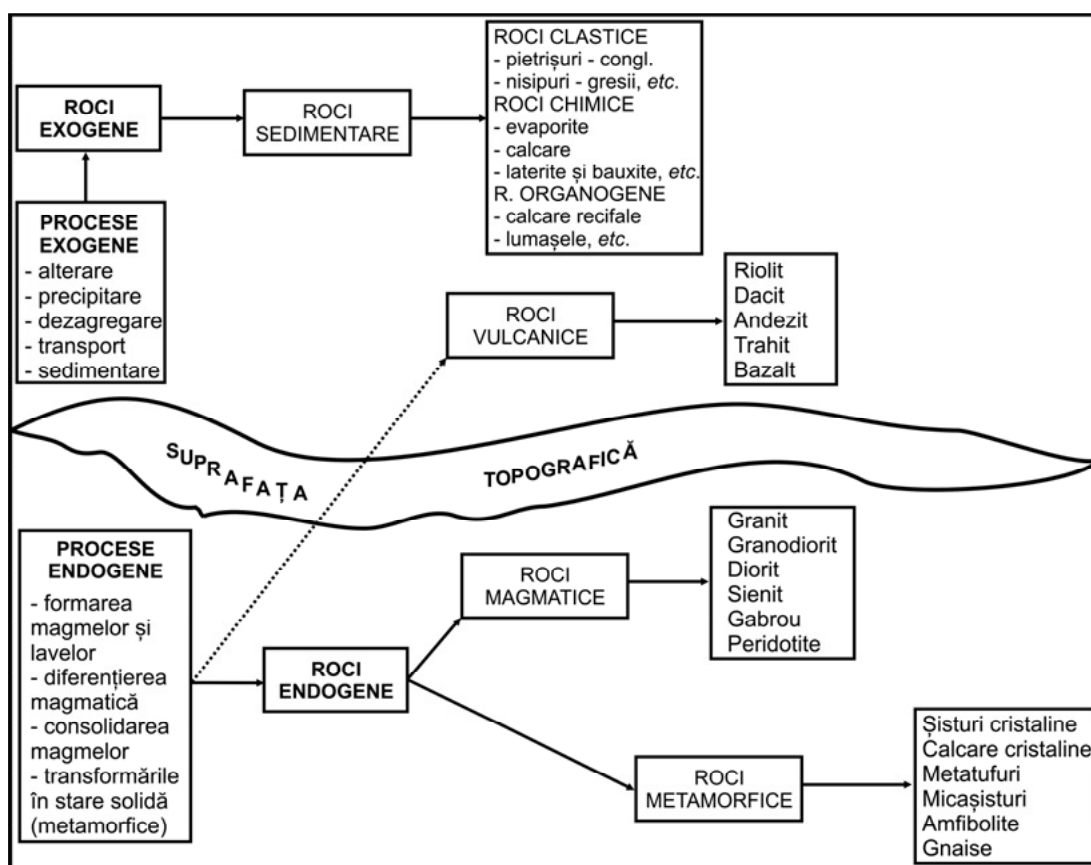 ROCI
EXOGENE
ROCI
SEDIMENTARE
ROCI CLASTICE
- pietrișuri - congl.
- nisipuri - gresii, etc.
ROCI CHIMICE
- evaporite
- calcare
- laterite și bauxite, etc.
R. ORGANOGENE
- calcare recifale
- lumașele, etc.
PROCESE
EXOGENE
- alterare
- precipitare
- dezagregare
- transport
- sedimentare
ROCI
VULCANICE
Riolit
Dacit
Andezit
Trahit
Bazalt
SUPRAFAȚA TOPOGRAFICĂ
PROCESE
ENDOGENE
- formarea
magmelor și
lavelor
- diferențierea
magmatică
- consolidarea
magmelor
- transformările
în stare solidă
(metamorfice)
ROCI
ENDOGENE
ROCI
MAGMATICE
Granit
Granodiorit
Diorit
Sienit
Gabrou
Peridotite
ROCI
METAMORFICE
Șisturi cristaline
Calcare cristaline
Metatufuri
Micașisturi
Amfibolite
Gnaise